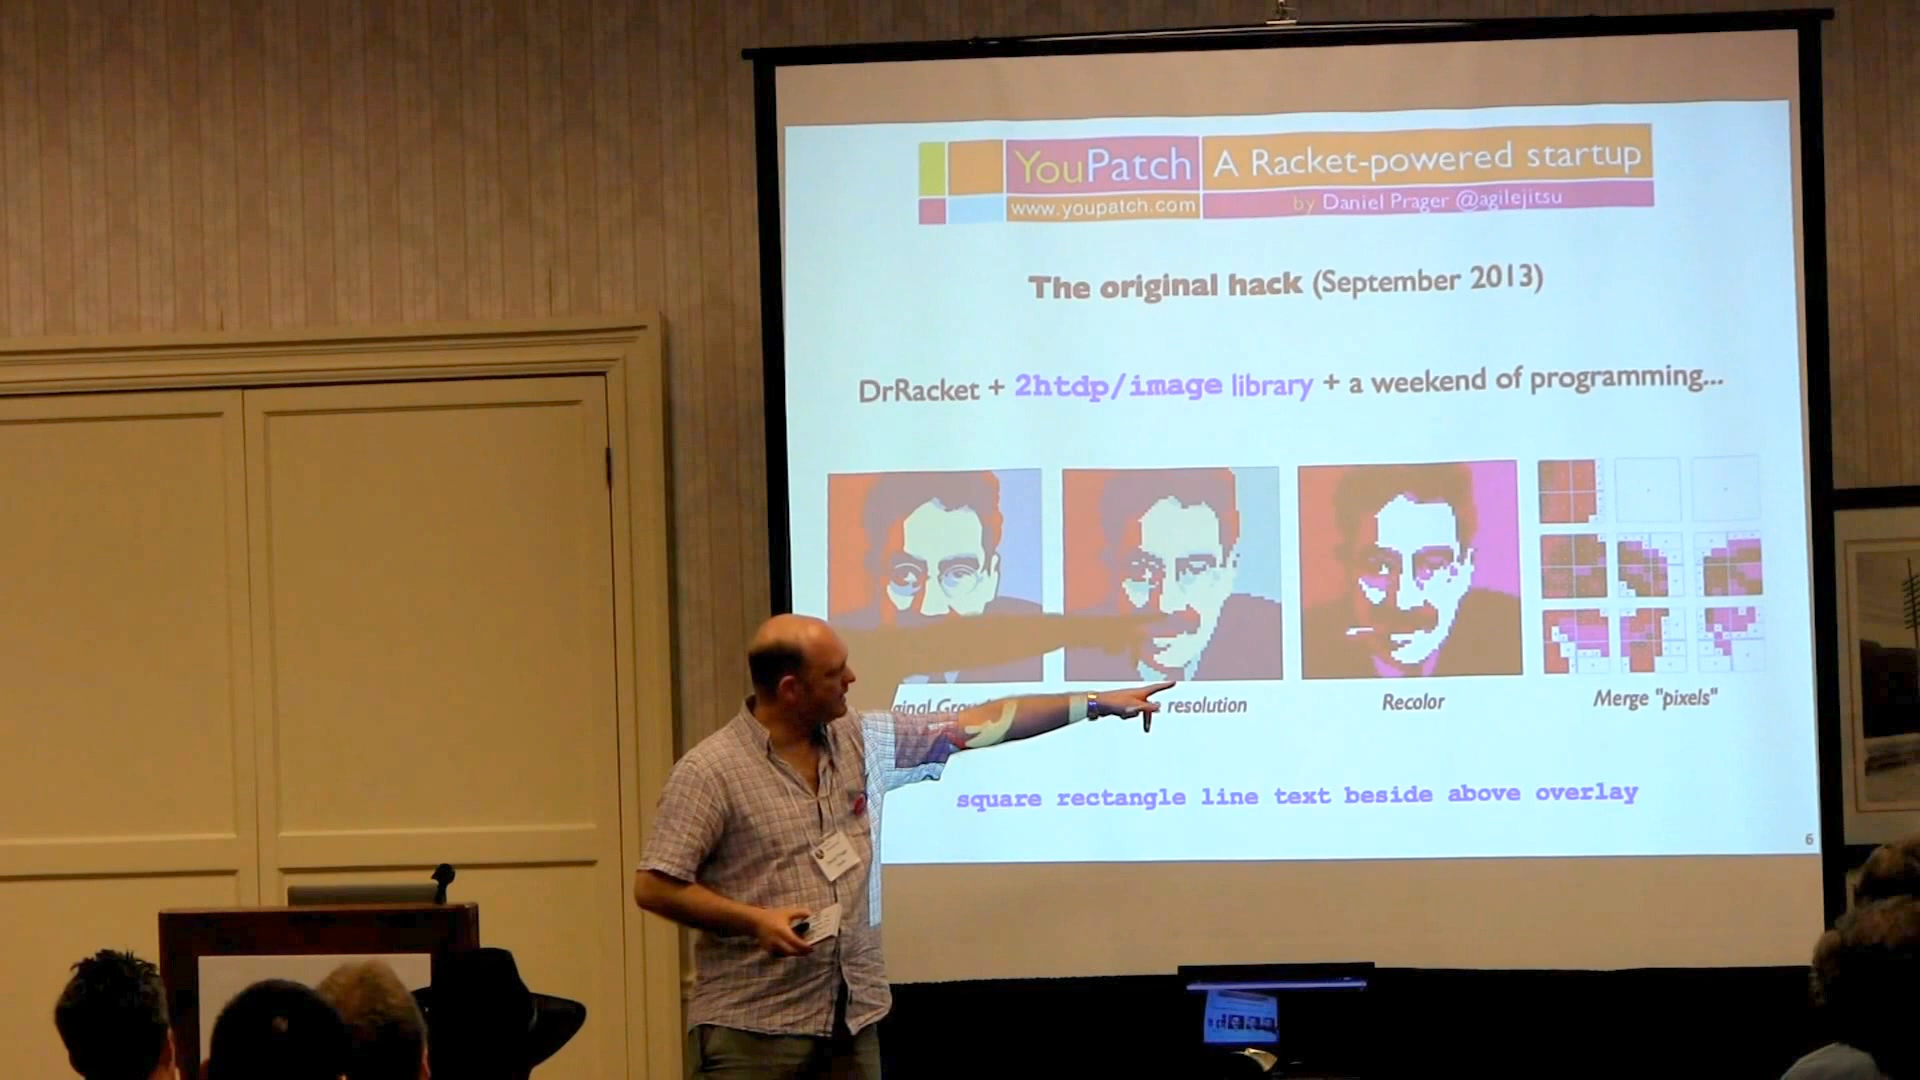 YouPatch
A Racket-powered startup
www.youpatch.com
by Daniel Prager @agilejitsu
The original hack (September 2013)
DrRacket + 2htdp/image library + a weekend of programming...
resolution
Recolor
Merge "pixels"
square rectangle line text beside above overlay
6